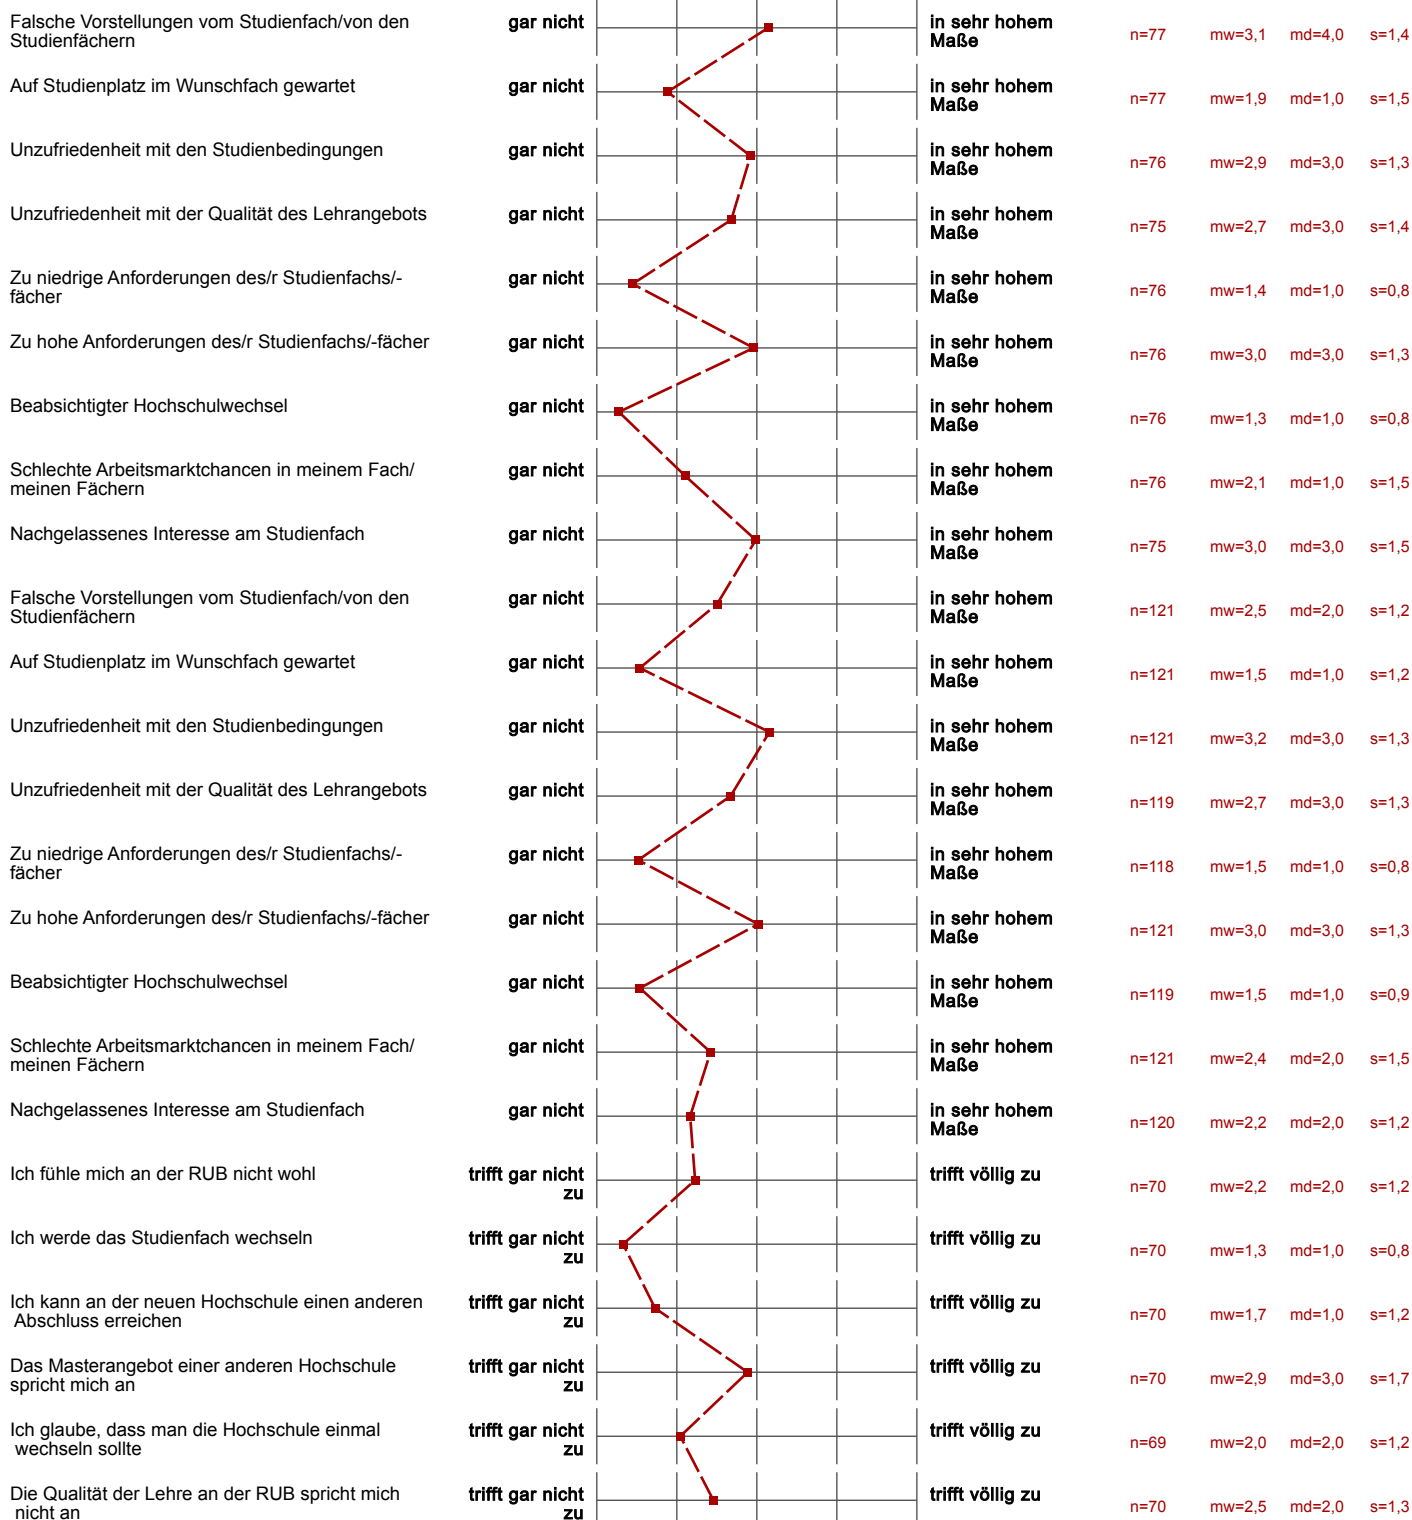 Falsche Vorstellungen vom Studienfach/von den
Studienfächern
gar nicht
in sehr hohem
Maße
n=77 mw=3,1 md=4,0 s=1,4
Auf Studienplatz im Wunschfach gewartet
gar nicht
in sehr hohem
Maße
n=77 mw=1,9 md=1,0 s=1,5
Unzufriedenheit mit den Studienbedingungen
gar nicht
in sehr hohem
Maße
n=76 mw=2,9 md=3,0 s=1,3
Unzufriedenheit mit der Qualität des Lehrangebots
gar nicht
in sehr hohem
Maße
n=75 mw=2,7 md=3,0 s=1,4
Zu niedrige Anforderungen des/r Studienfachs/-
fächer
gar nicht
in sehr hohem
Maße
n=76 mw=1,4 md=1,0 s=0,8
Zu hohe Anforderungen des/r Studienfachs/-fächer
gar nicht
in sehr hohem
Maße
n=76 mw=3,0 md=3,0 s=1,3
Beabsichtigter Hochschulwechsel
gar nicht
in sehr hohem
Maße
n=76 mw=1,3 md=1,0 s=0,8
Schlechte Arbeitsmarktchancen in meinem Fach/
meinen Fächern
gar nicht
in sehr hohem
Maße
n=76 mw=2,1 md=1,0 s=1,5
Nachgelassenes Interesse am Studienfach
gar nicht
in sehr hohem
Maße
n=75 mw=3,0 md=3,0 s=1,5
Falsche Vorstellungen vom Studienfach/von den
Studienfächern
gar nicht
in sehr hohem
Maße
n=121 mw=2,5 md=2,0 s=1,2
Auf Studienplatz im Wunschfach gewartet
gar nicht
in sehr hohem
Maße
n=121 mw=1,5 md=1,0 s=1,2
Unzufriedenheit mit den Studienbedingungen
gar nicht
in sehr hohem
Maße
n=121 mw=3,2 md=3,0 s=1,3
Unzufriedenheit mit der Qualität des Lehrangebots
gar nicht
in sehr hohem
Maße
n=119 mw=2,7 md=3,0 s=1,3
Zu niedrige Anforderungen des/r Studienfachs/-
fächer
gar nicht
in sehr hohem
Maße
n=118 mw=1,5 md=1,0 s=0,8
Zu hohe Anforderungen des/r Studienfachs/-fächer
gar nicht
in sehr hohem
Maße
n=121 mw=3,0 md=3,0 s=1,3
Beabsichtigter Hochschulwechsel
gar nicht
in sehr hohem
Maße
n=119 mw=1,5 md=1,0 s=0,9
Schlechte Arbeitsmarktchancen in meinem Fach/
meinen Fächern
gar nicht
in sehr hohem
Maße
n=121 mw=2,4 md=2,0 s=1,5
Nachgelassenes Interesse am Studienfach
gar nicht
in sehr hohem
Maße
n=120 mw=2,2 md=2,0 s=1,2
Ich fühle mich an der RUB nicht wohl
trifft gar nicht
zu
trifft völlig zu
n=70 mw=2,2 md=2,0 s=1,2
Ich werde das Studienfach wechseln
trifft gar nicht
zu
trifft völlig zu
n=70 mw=1,3 md=1,0 s=0,8
Ich kann an der neuen Hochschule einen anderen
Abschluss erreichen
trifft gar nicht
zu
trifft völlig zu
n=70 mw=1,7 md=1,0 s=1,2
Das Masterangebot einer anderen Hochschule
spricht mich an
trifft gar nicht
zu
trifft völlig zu
n=70 mw=2,9 md=3,0 s=1,7
Ich glaube, dass man die Hochschule einmal
wechseln sollte
trifft gar nicht
zu
trifft völlig zu
n=69 mw=2,0 md=2,0 s=1,2
Die Qualität der Lehre an der RUB spricht mich
nicht an
trifft gar nicht
zu
trifft völlig zu
n=70 mw=2,5 md=2,0 s=1,3